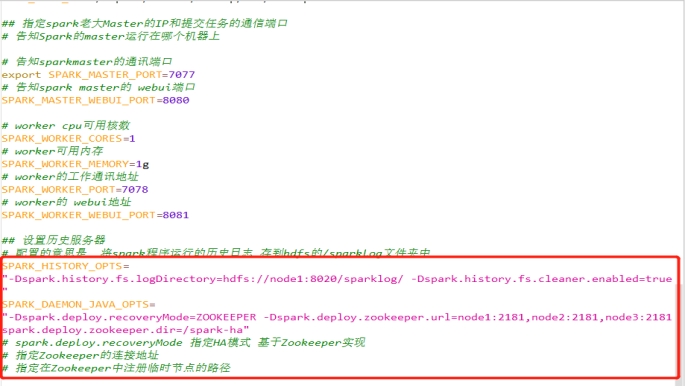 ## 指定spark老大Master的IP和提交任务的通信端口
# 告知Spark的master运行在哪个机器上
# 告知sparkmaster的通讯端口
export SPARK_MASTER_PORT=7077
# 告知spark master的 webui端口
SPARK_MASTER_WEBUI_PORT=8080
# worker cpu可用核数
SPARK_WORKER_CORES=1
# worker可用内存
SPARK_WORKER_MEMORY=1g
# worker的工作通讯地址
SPARK_WORKER_PORT=7078
# worker的 webui地址
SPARK_WORKER_WEBUI_PORT=8081
## 设置历史服务器
# 配置的意思是 将spark程序运行的历史日志 存到hdfs的/sparklog文件夹中
SPARK_HISTORY_OPTS=
"-Dspark.history.fs.logDirectory=hdfs://node1:8020/sparklog/ -Dspark.history.fs.cleaner.enabled=true
"
SPARK_DAEMON_JAVA_OPTS=
"-Dspark.deploy.recoveryMode=ZOOKEEPER -Dspark.deploy.zookeeper.url=node1:2181,node2:2181,node3:2181
spark.deploy.zookeeper.dir=/spark-ha"
# spark.deploy.recoveryMode 指定HA模式 基于Zookeeper实现
# 指定Zookeeper的连接地址
# 指定在Zookeeper中注册临时节点的路径